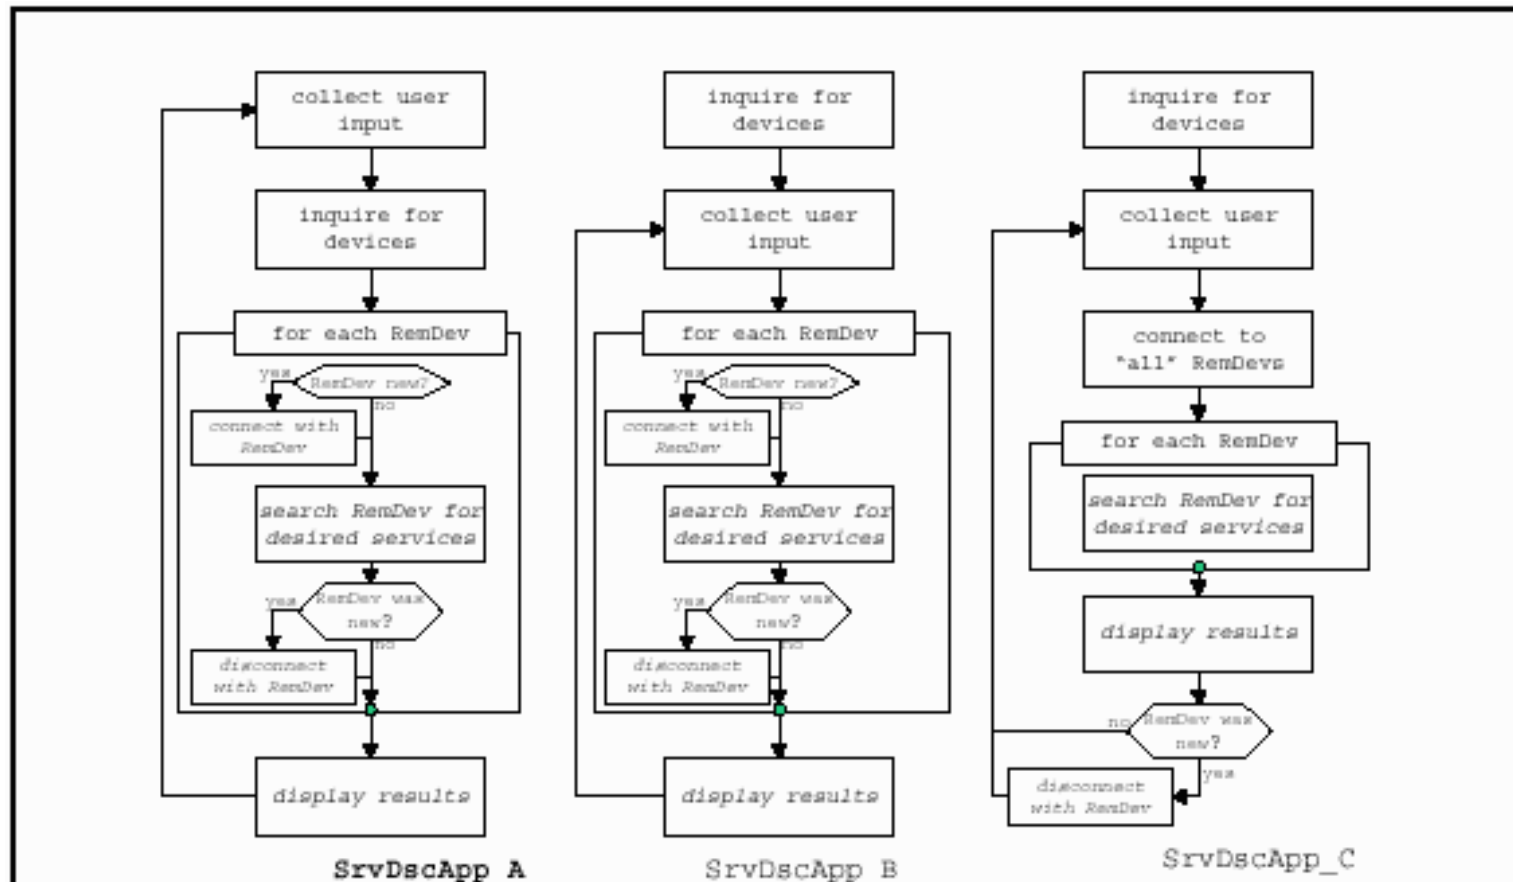 collect user
input
inquire for
devices
for each RemDev
yes
RemDev new?
no
connect with
RemDev
search RemDev for
desired services
yes
RemDev was
new?
no
disconnect
with RemDev
display results
SrvDscApp A
inquire for
devices
collect user
input
for each RemDev
yes
RemDev new?
no
connect with
RemDev
search RemDev for
desired services
yes
RemDev was
new?
no
disconnect
with RemDev
display results
SrvDscApp B
inquire for
devices
collect user
input
connect to
"all" RemDevs
for each RemDev
search RemDev for
desired services
display results
no
RemDev was
new?
yes
disconnect
with RemDev
SrvDscApp_C